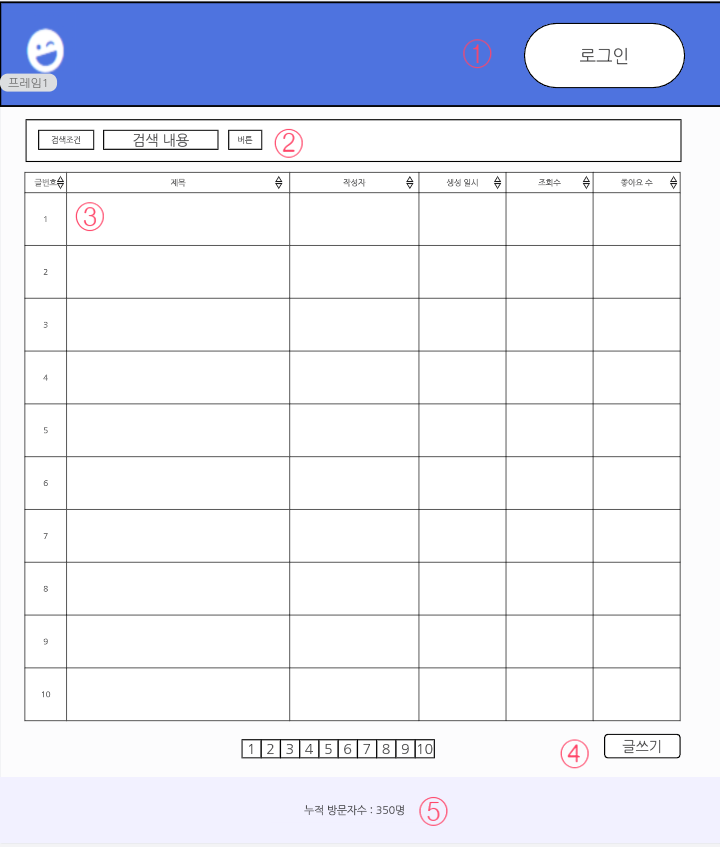 ① 로그인
프레임1
검색조건 검색 내용 버튼 ②
글번호 제목 작성자 생성 일시 조회수 좋아요 수
1 ③
2
3
4
5
6
7
8
9
10
1 2 3 4 5 6 7 8 9 10
④ 글쓰기
누적 방문자수 : 350명 ⑤